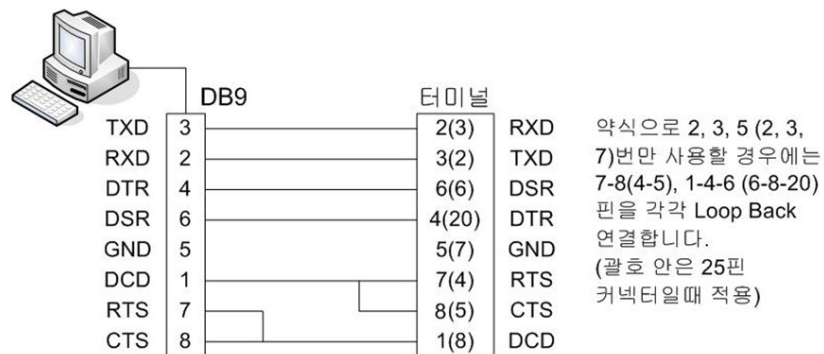 DB9 터미널
TXD 3 2(3) RXD
RXD 2 3(2) TXD
DTR 4 6(6) DSR
DSR 6 4(20) DTR
GND 5 5(7) GND
DCD 1 7(4) RTS
RTS 7 8(5) CTS
CTS 8 1(8) DCD
약식으로 2, 3, 5 (2, 3,
7)번만 사용할 경우에는
7-8(4-5), 1-4-6 (6-8-20)
핀을 각각 Loop Back
연결합니다.
(괄호 안은 25핀
커넥터일때 적용)